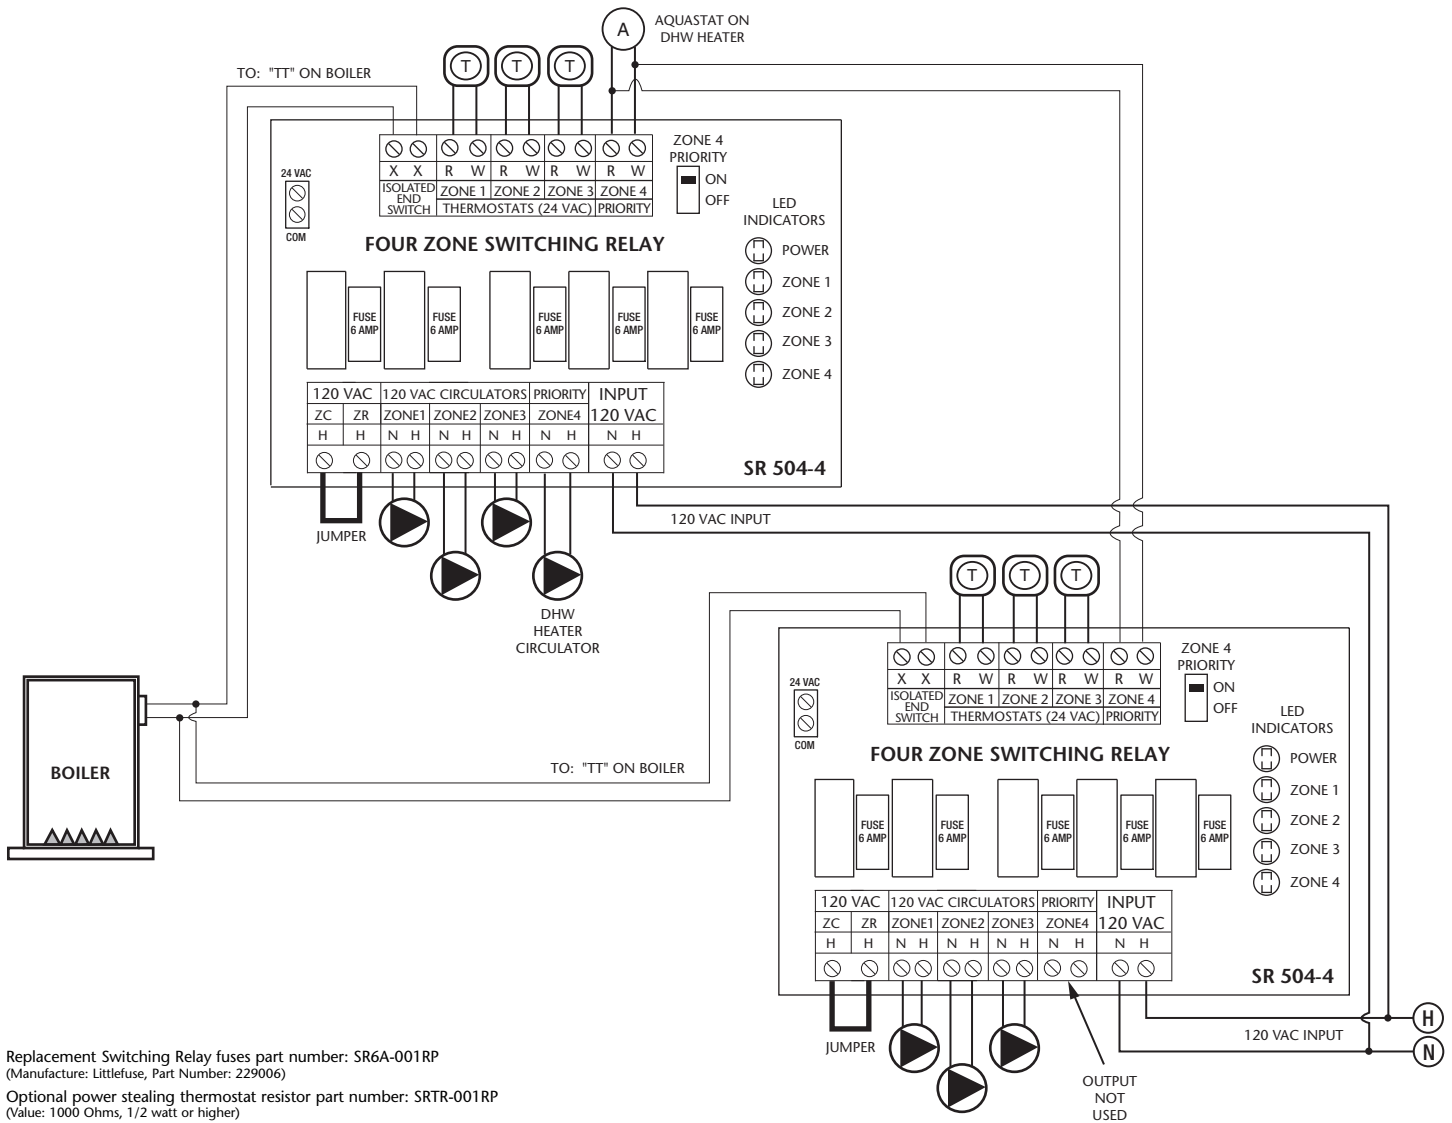 AQUASTAT ON
DHW HEATER
A
TO: "TT" ON BOILER
T T T
24 VAC
COM
X X R W R W R W R W
ISOLATED END SWITCH
ZONE 1 ZONE 2 ZONE 3 ZONE 4
THERMOSTATS (24 VAC) PRIORITY
ZONE 4
PRIORITY
ON
OFF
LED
INDICATORS
POWER
ZONE 1
ZONE 2
ZONE 3
ZONE 4
FOUR ZONE SWITCHING RELAY
FUSE 6 AMP
FUSE 6 AMP
FUSE 6 AMP
FUSE 6 AMP
FUSE 6 AMP
120 VAC 120 VAC CIRCULATORS PRIORITY INPUT
ZC ZR ZONE1 ZONE2 ZONE3 ZONE4 120 VAC
H H N H N H N H N H N H
SR 504-4
JUMPER
120 VAC INPUT
DHW
HEATER
CIRCULATOR
T T T
24 VAC
COM
X X R W R W R W R W
ISOLATED END SWITCH
ZONE 1 ZONE 2 ZONE 3 ZONE 4
THERMOSTATS (24 VAC) PRIORITY
ZONE 4
PRIORITY
ON
OFF
LED
INDICATORS
POWER
ZONE 1
ZONE 2
ZONE 3
ZONE 4
FOUR ZONE SWITCHING RELAY
BOILER
TO: "TT" ON BOILER
FUSE 6 AMP
FUSE 6 AMP
FUSE 6 AMP
FUSE 6 AMP
FUSE 6 AMP
120 VAC 120 VAC CIRCULATORS PRIORITY INPUT
ZC ZR ZONE1 ZONE2 ZONE3 ZONE4 120 VAC
H H N H N H N H N H N H
SR 504-4
H
120 VAC INPUT
N
JUMPER
OUTPUT
NOT
USED
Replacement Switching Relay fuses part number: SR6A-001RP
(Manufacture: Littlefuse, Part Number: 229006)
Optional power stealing thermostat resistor part number: SRTR-001RP
(Value: 1000 Ohms, 1/2 watt or higher)